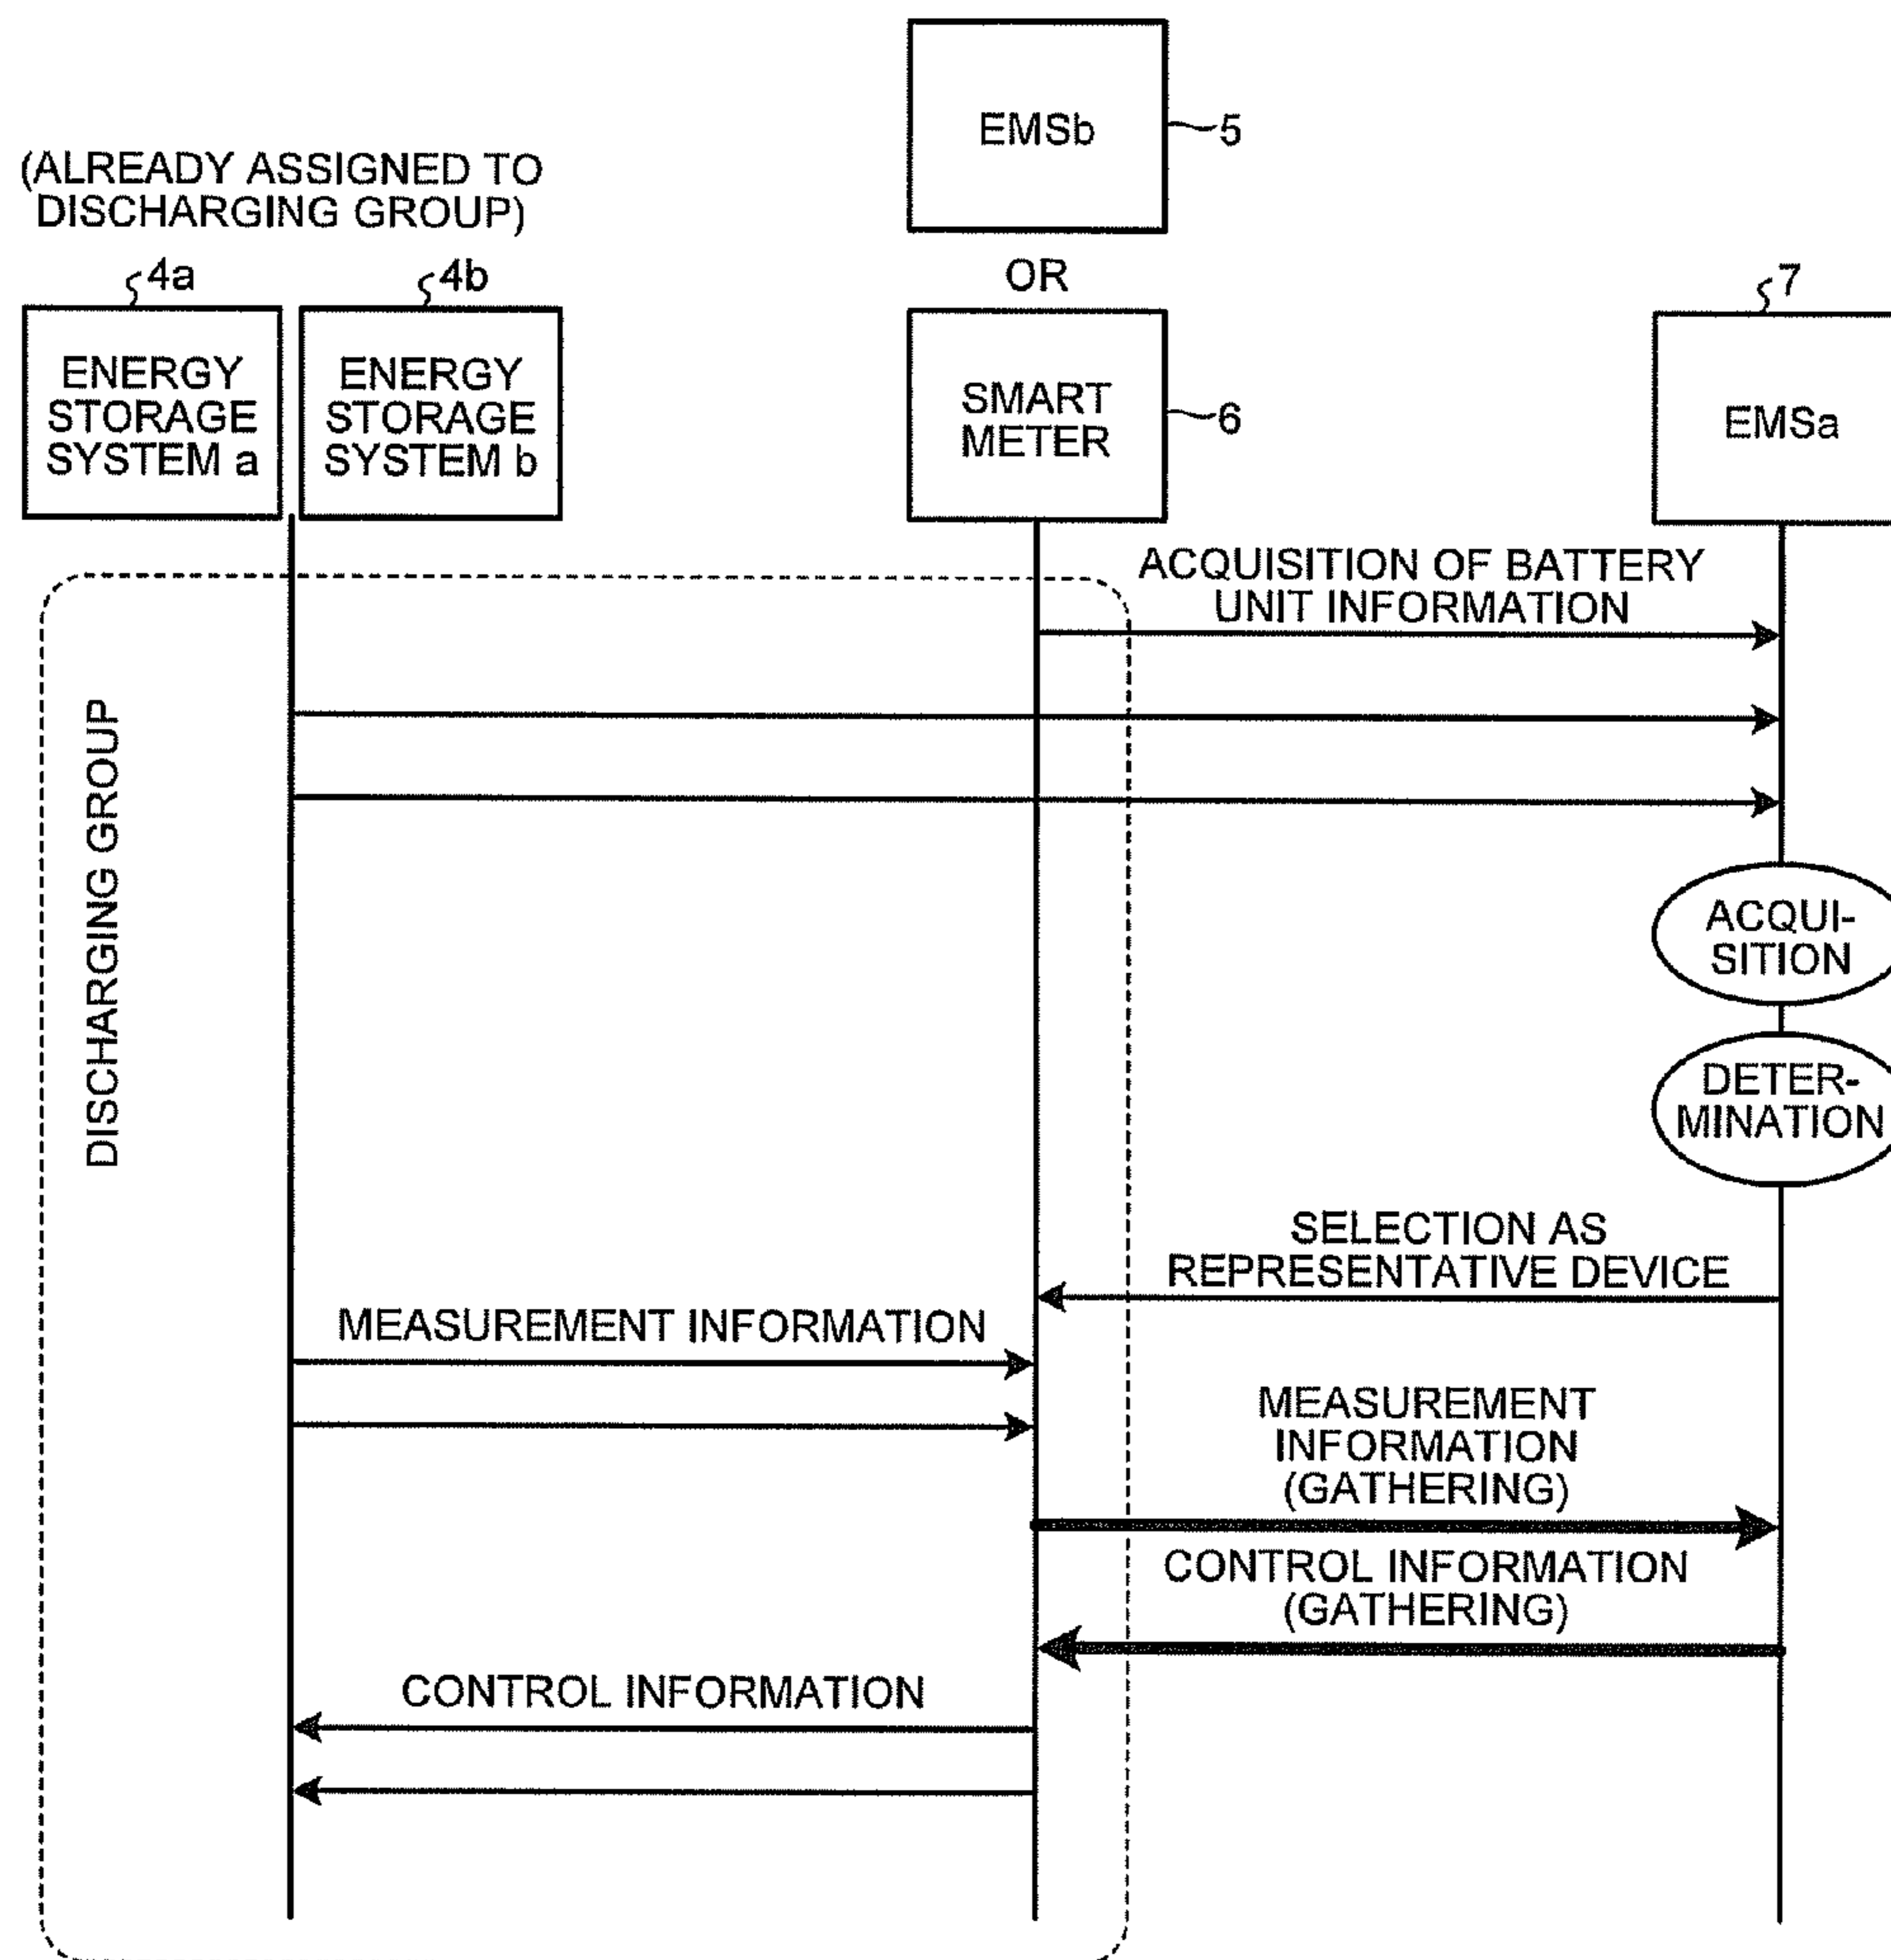 EMSb
5
(ALREADY ASSIGNED TO
DISCHARGING GROUP)
OR
4a
4b
7
ENERGY
STORAGE
SYSTEM a
ENERGY
STORAGE
SYSTEM b
SMART
METER
6
EMSa
ACQUISITION OF BATTERY
UNIT INFORMATION
DISCHARGING GROUP
ACQUI-
SITION
DETER-
MINATION
SELECTION AS
REPRESENTATIVE DEVICE
MEASUREMENT INFORMATION
MEASUREMENT
INFORMATION
(GATHERING)
CONTROL INFORMATION
(GATHERING)
CONTROL INFORMATION